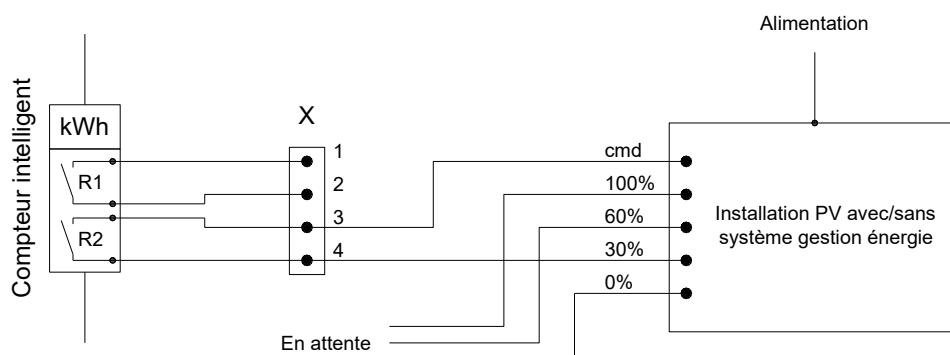 Alimentation
Compteur intelligent
kWh
X
R1
R2
1
2
3
4
cmd
100%
60%
30%
0%
Installation PV avec/sans
système gestion énergie
En attente